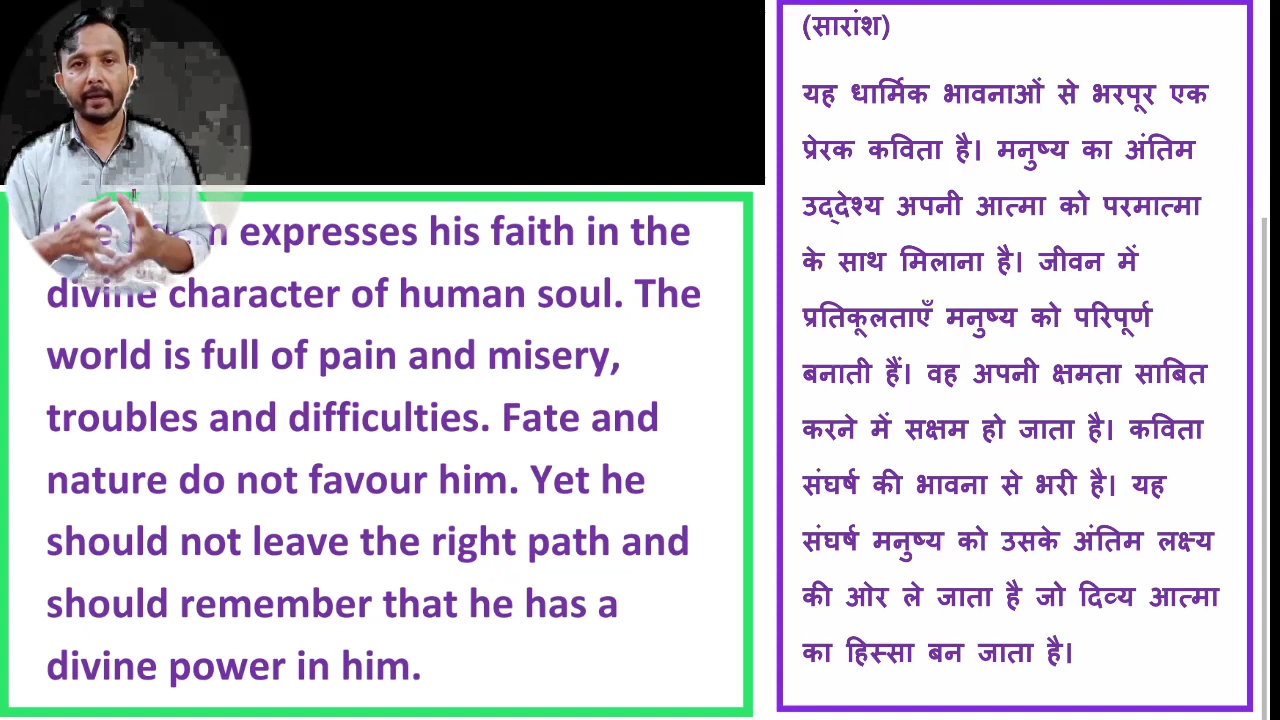 expresses his faith in the
divine character of human soul. The
world is full of pain and misery,
troubles and difficulties. Fate and
nature do not favour him. Yet he
should not leave the right path and
should remember that he has a
divine power in him.
(सारांश)
यह धार्मिक भावनाओं से भरपूर एक
प्रेरक कविता है। मनुष्य का अंतिम
उद्देश्य अपनी आत्मा को परमात्मा
के साथ मिलाना है। जीवन में
प्रतिकूलताएँ मनुष्य को परिपूर्ण
बनाती हैं। वह अपनी क्षमता साबित
करने में सक्षम हो जाता है। कविता
संघर्ष की भावना से भरी है। यह
संघर्ष मनुष्य को उसके अंतिम लक्ष्य
की ओर ले जाता है जो दिव्य आत्मा
का हिस्सा बन जाता है।